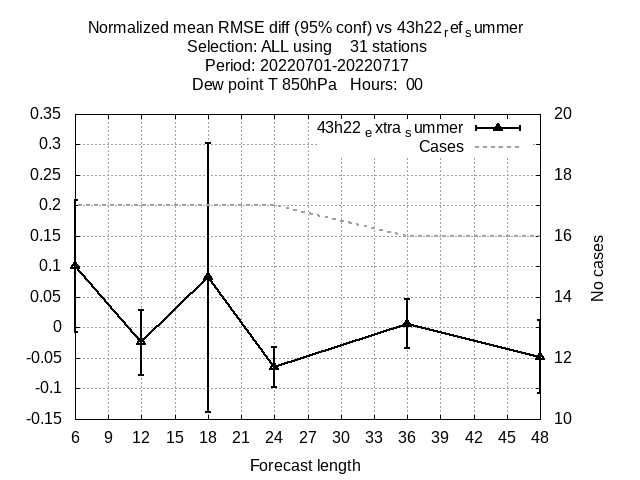 Normalized mean RMSE diff (95% conf) vs 43h22refsummer
Selection: ALL using 31 stations
Period: 20220701-20220717
Dew point T 850hPa Hours: 00
43h22extrasummer
Cases
0.35
0.3
0.25
0.2
0.15
0.1
0.05
0
-0.05
-0.1
-0.15
20
18
16
14
12
10
No cases
6 9 12 15 18 21 24 27 30 33 36 39 42 45 48
Forecast length